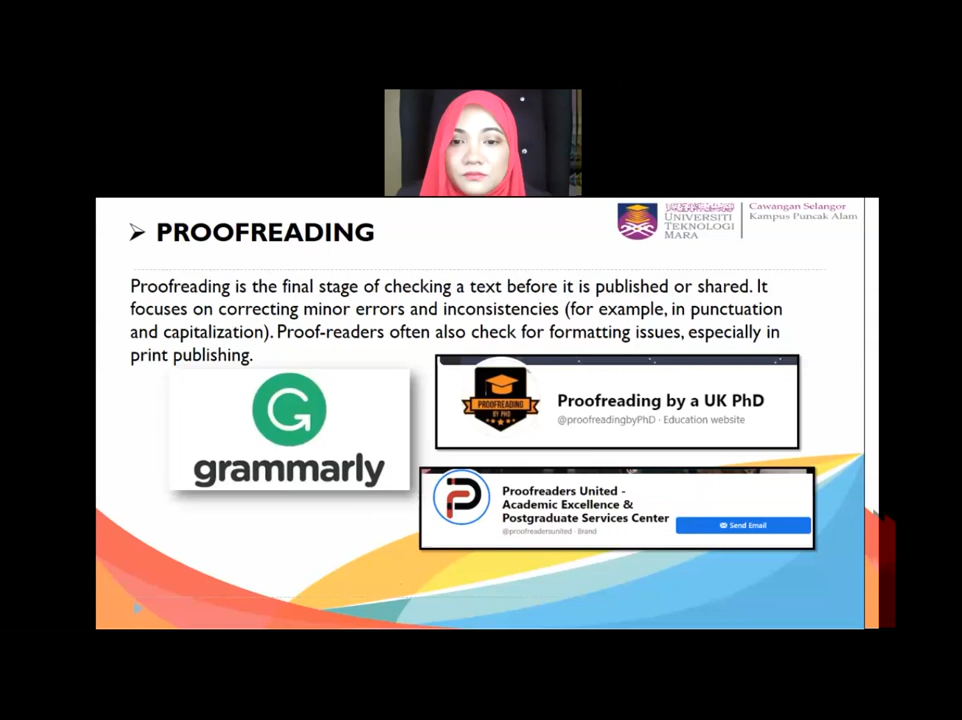 PROOFREADING
UNIVERSITI
TEKNOLOGI
MARA
Cawangan Selangor
Kampus Puncak Alam
Proofreading is the final stage of checking a text before it is published or shared. It
focuses on correcting minor errors and inconsistencies (for example, in punctuation
and capitalization). Proof-readers often also check for formatting issues, especially in
print publishing.
grammarly
PROOFREADING
BY PHD
Proofreading by a UK PhD
@proofreadingbyPhD · Education website
Proofreaders United -
Academic Excellence &
Postgraduate Services Center
@proofreadersunited · Brand
Send Email